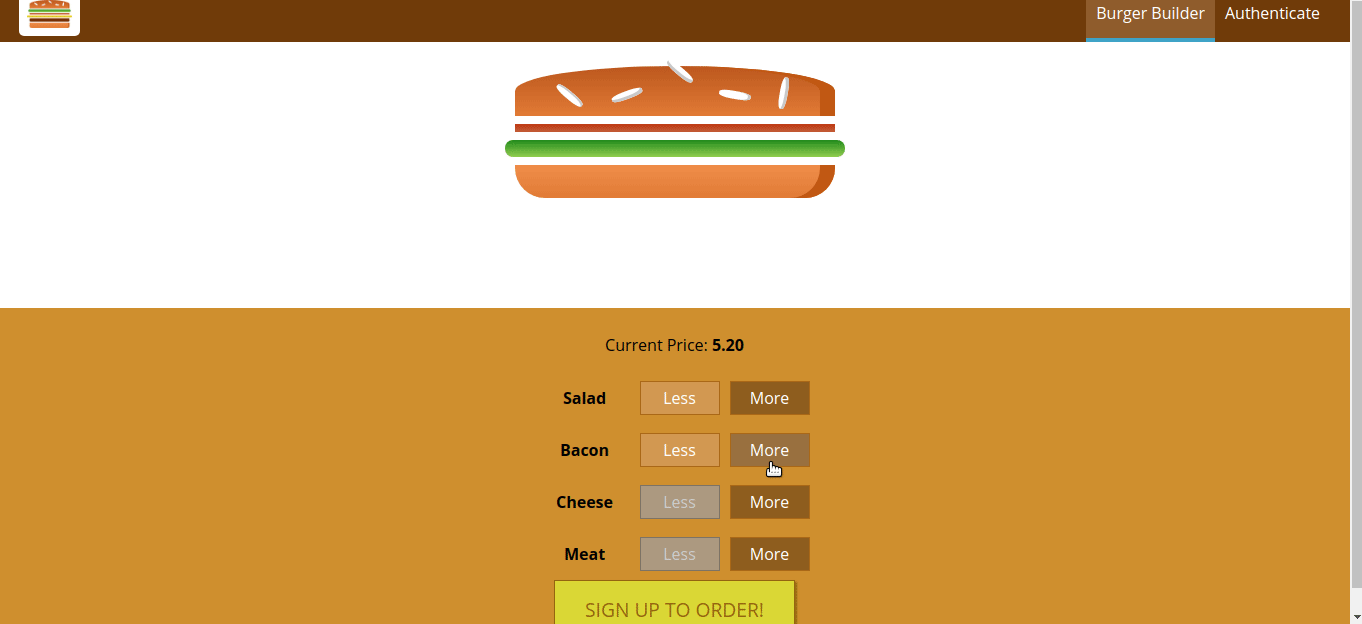 Burger Builder Authenticate
Current Price: 5.20
Salad Less More
Bacon Less More
Cheese Less More
Meat Less More
SIGN UP TO ORDER!